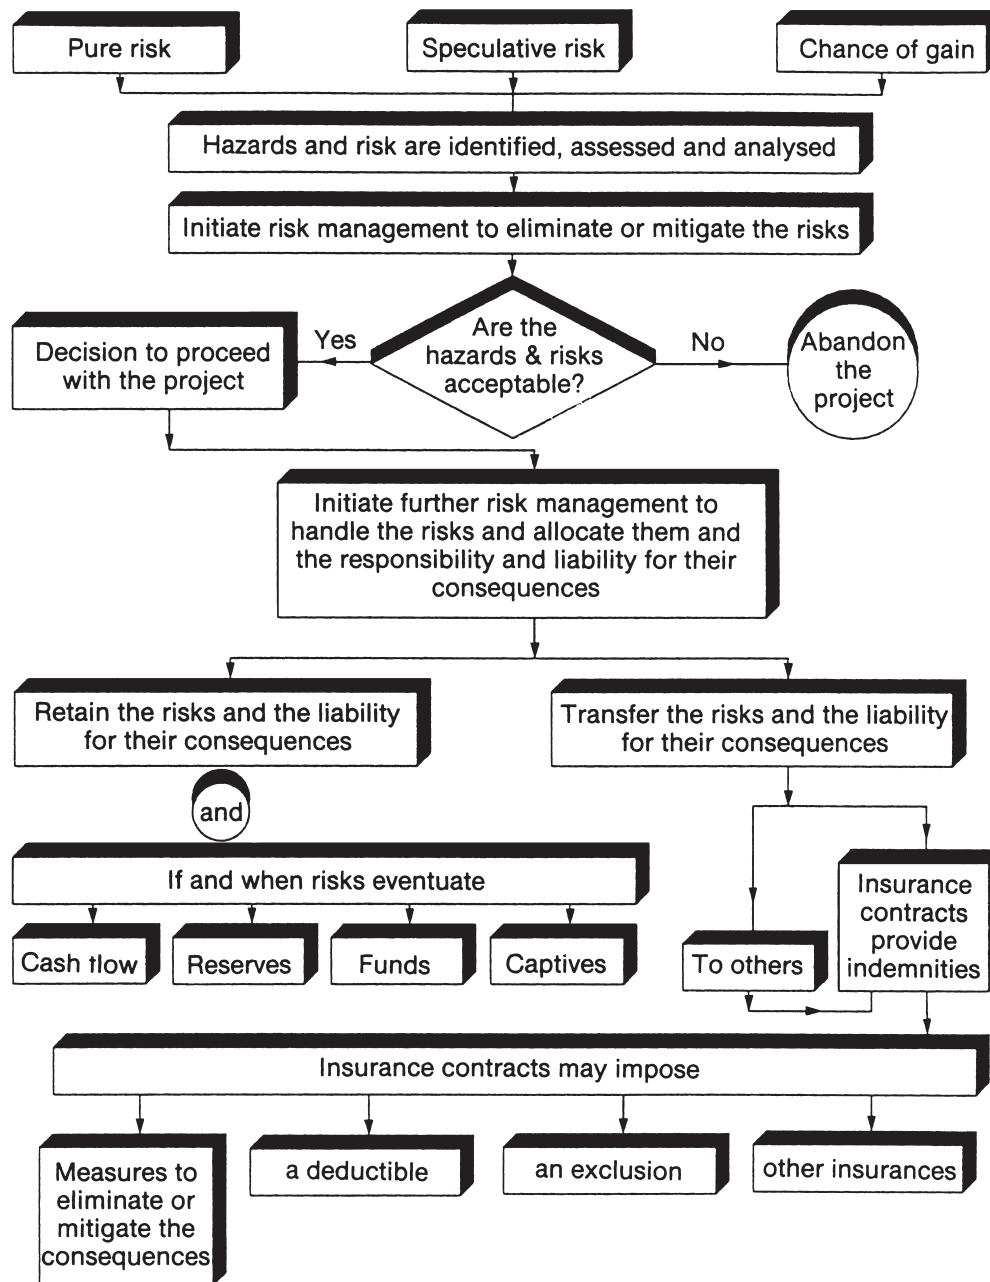 Pure risk
Speculative risk
Chance of gain
Hazards and risk are identified, assessed and analysed
Initiate risk management to eliminate or mitigate the risks
Are the
hazards & risks
acceptable?
Yes
No
Decision to proceed
with the project
Abandon
the
project
Initiate further risk management to
handle the risks and allocate them and
the responsibility and liability for their
consequences
Retain the risks and the liability
for their consequences
Transfer the risks and the liability
for their consequences
and
If and when risks eventuate
Cash flow
Reserves
Funds
Captives
To others
Insurance
contracts
provide
indemnities
Insurance contracts may impose
Measures to
eliminate or
mitigate the
consequences
a deductible
an exclusion
other insurances